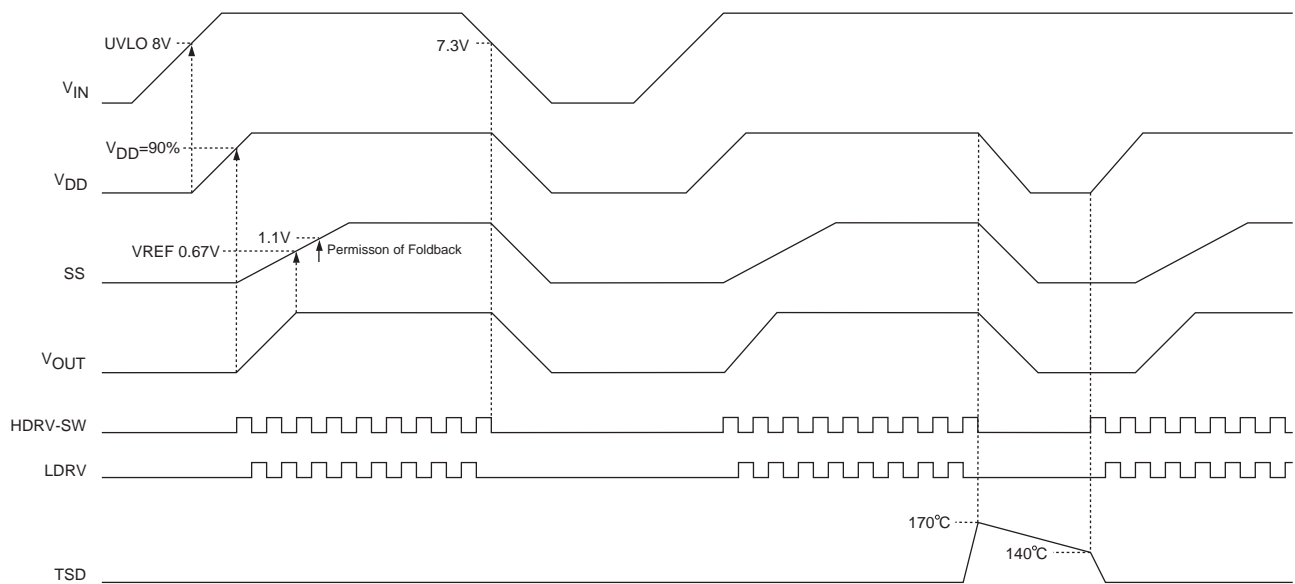 UVLO 8V
7.3V
VIN
VDD=90%
VDD
1.1V
VREF 0.67V
Permisson of Foldback
SS
VOUT
HDRV-SW
LDRV
170°C
140°C
TSD